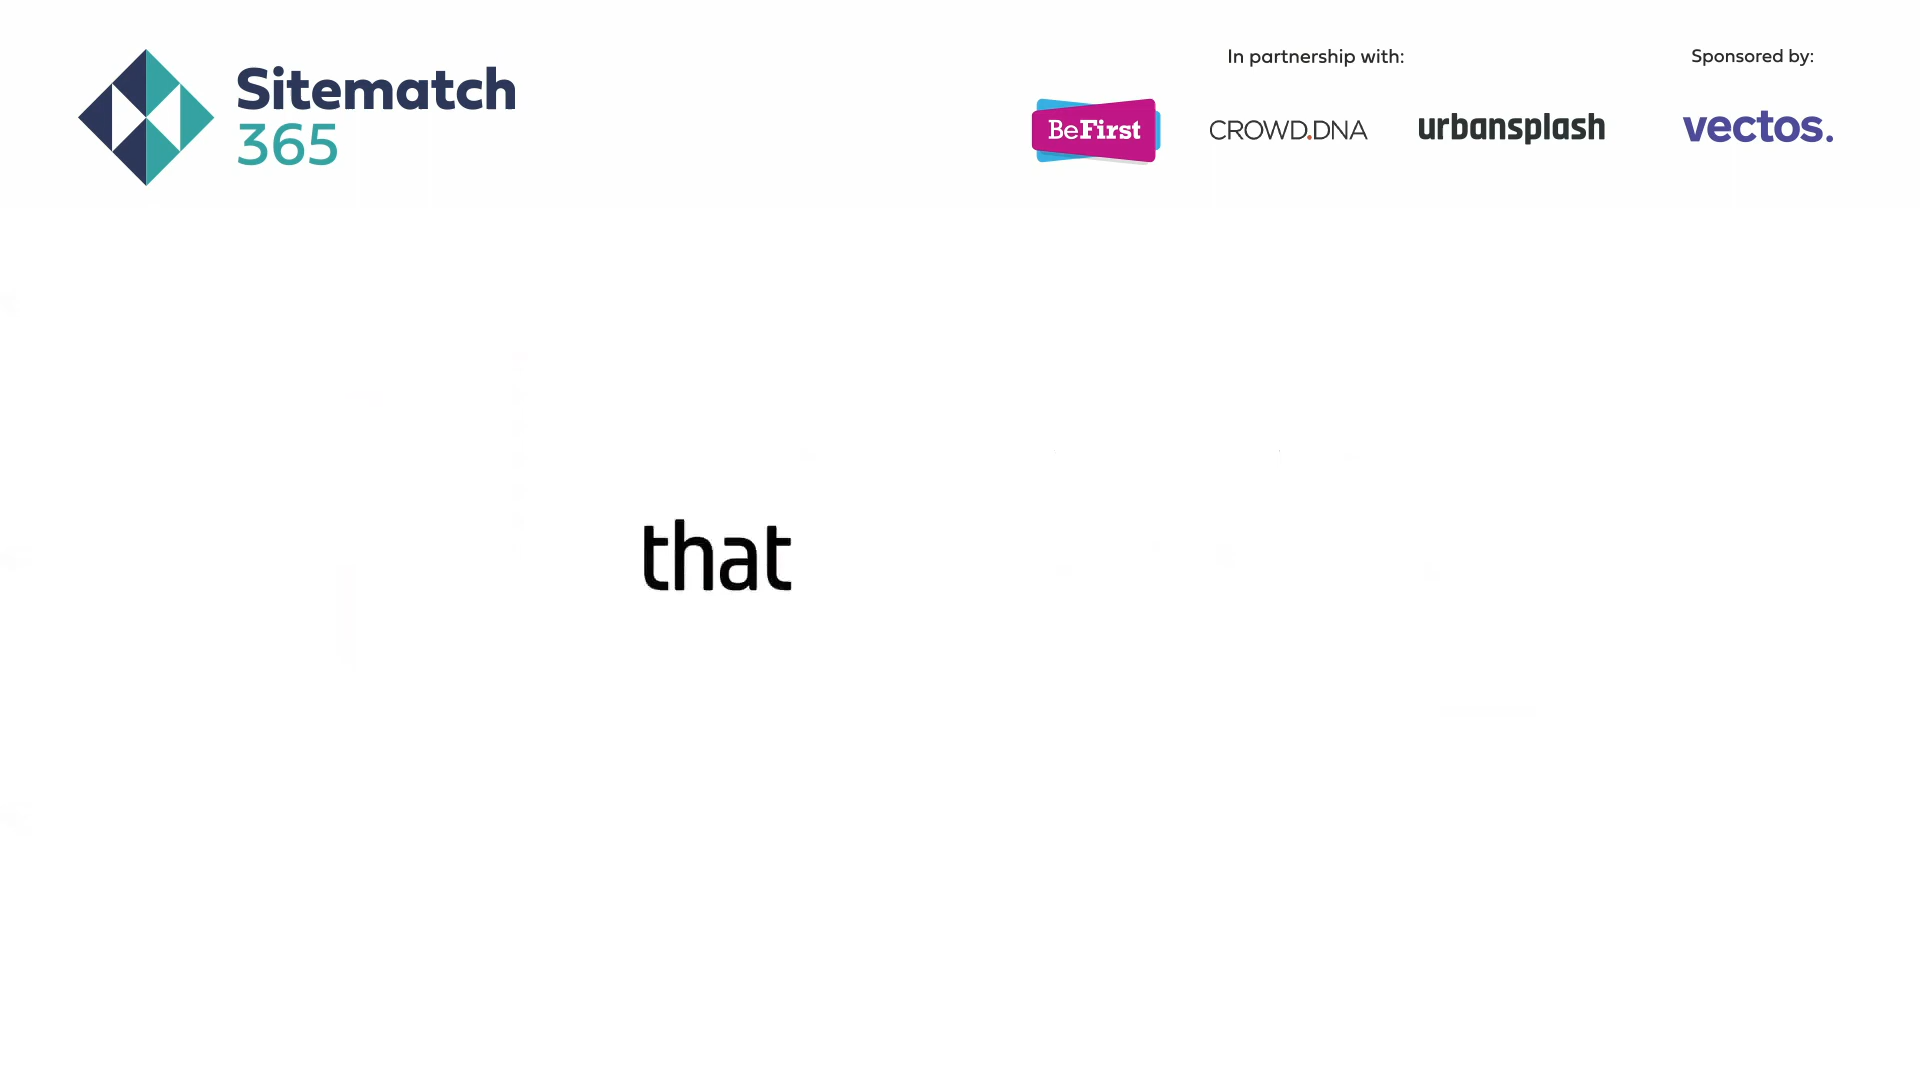 Sitematch
365
In partnership with:
BeFirst
CROWD.DNA
urbansplash
Sponsored by:
vectos.
that